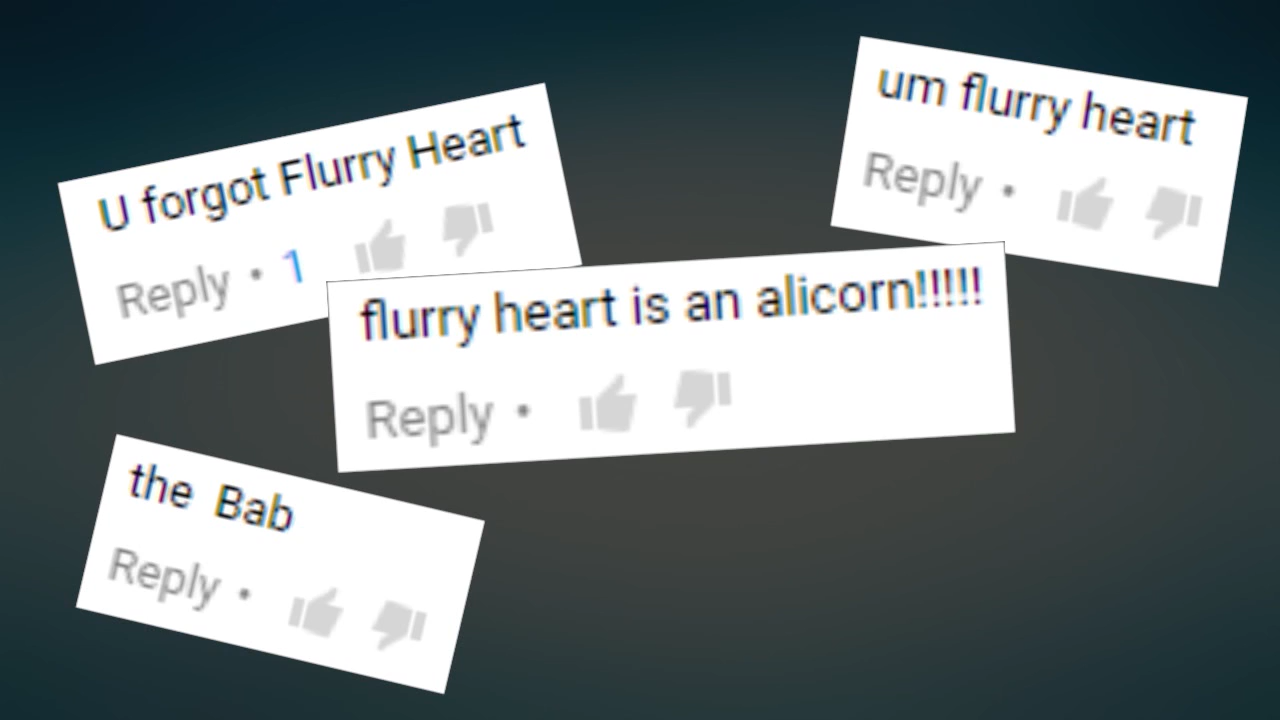 U forgot Flurry Heart
Reply • 1
um flurry heart
Reply •
flurry heart is an alicorn!!!!!
Reply •
the Bab
Reply •